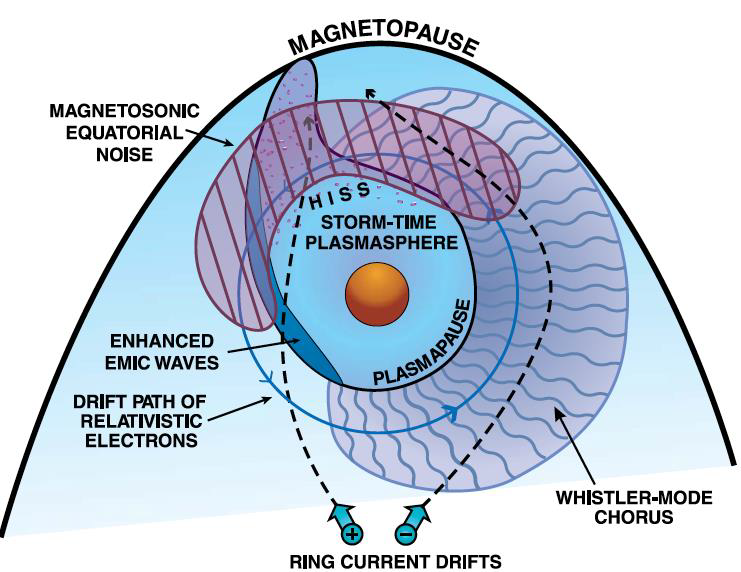 MAGNETOPAUSE
MAGNETOSONIC
EQUATORIAL
NOISE
HISS
STORM-TIME
PLASMASPHERE
PLASMAPAUSE
ENHANCED
EMIC WAVES
DRIFT PATH OF
RELATIVISTIC
ELECTRONS
WHISTLER-MODE
CHORUS
+
−
RING CURRENT DRIFTS